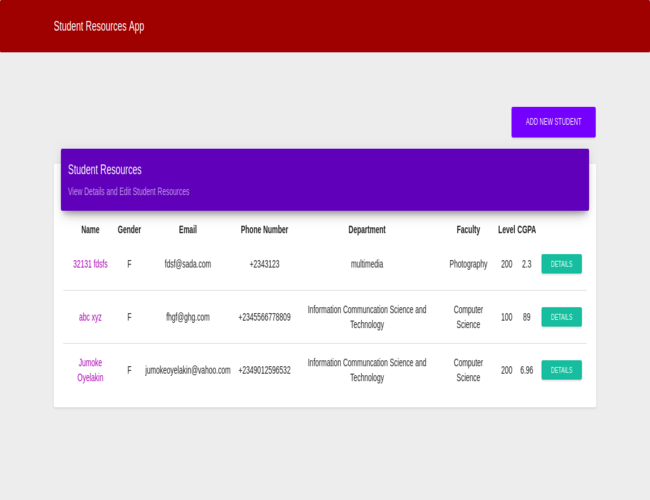 Student Resources App
ADD NEW STUDENT
Student Resources
View Details and Edit Student Resources
Name Gender Email Phone Number Department Faculty Level CGPA
32131 fdsfs F fdsf@sada.com +2343123 multimedia Photography 200 2.3 DETAILS
abc xyz F fhgf@ghg.com +2345566778809 Information Communcation Science and Technology Computer Science 100 89 DETAILS
Jumoke Oyelakin F jumokeoyelakin@vahoo.com +2349012596532 Information Communcation Science and Technology Computer Science 200 6.96 DETAILS